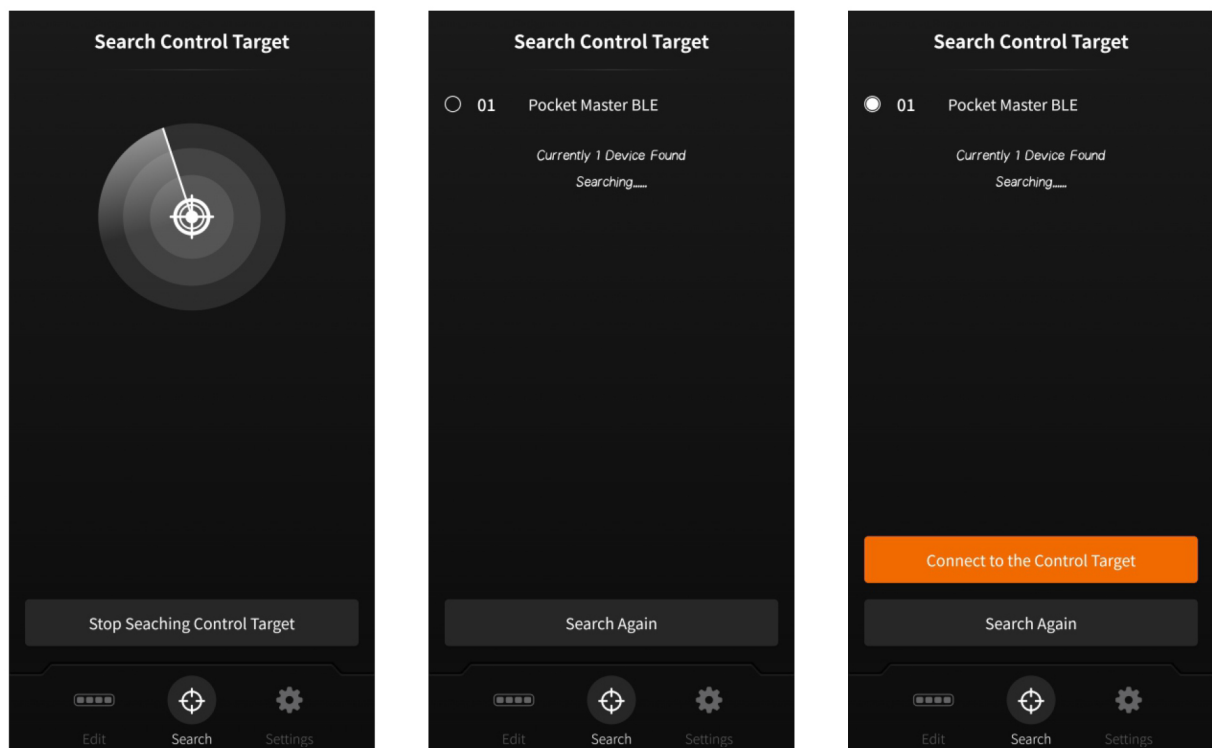 Search Control Target
Stop Seaching Control Target
Edit
Search
Settings
Search Control Target
01 Pocket Master BLE
Currently 1 Device Found
Searching......
Search Again
Edit
Search
Settings
Search Control Target
01 Pocket Master BLE
Currently 1 Device Found
Searching......
Connect to the Control Target
Search Again
Edit
Search
Settings